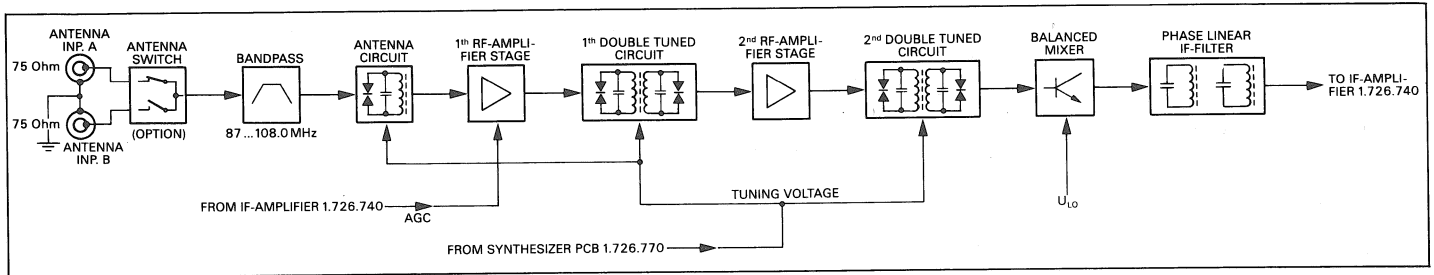 ANTENNA
INP. A
75 Ohm
75 Ohm
ANTENNA
INP. B
ANTENNA
SWITCH
(OPTION)
BANDPASS
87 ... 108.0 MHz
ANTENNA
CIRCUIT
1th RF-AMPLI-
FIER STAGE
1th DOUBLE TUNED
CIRCUIT
2nd RF-AMPLI-
FIER STAGE
2nd DOUBLE TUNED
CIRCUIT
BALANCED
MIXER
PHASE LINEAR
IF-FILTER
TO IF-AMPLI-
FIER 1.726.740
FROM IF-AMPLIFIER 1.726.740
AGC
TUNING VOLTAGE
ULO
FROM SYNTHESIZER PCB 1.726.770